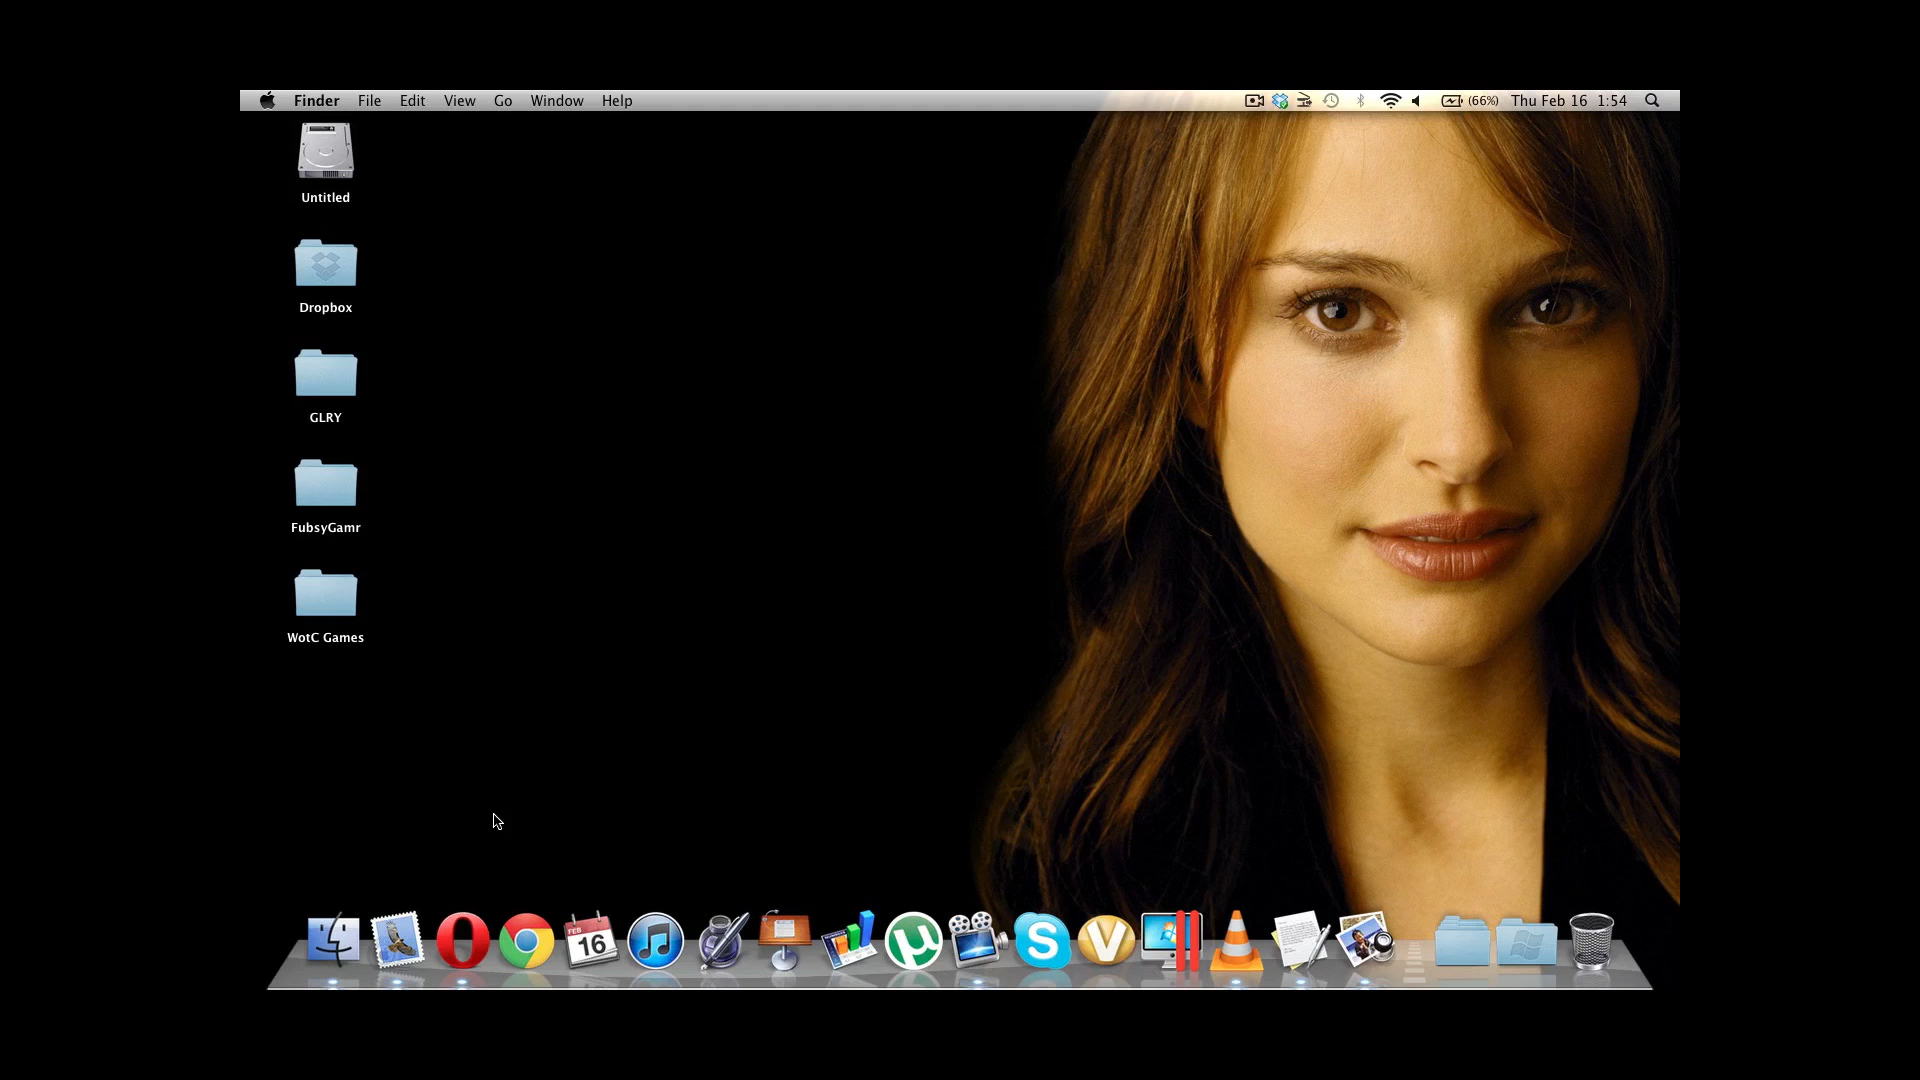 Finder File Edit View Go Window Help (66%) Thu Feb 16 1:54
Untitled
Dropbox
GLRY
FubsyGamr
WotC Games
FEB
16